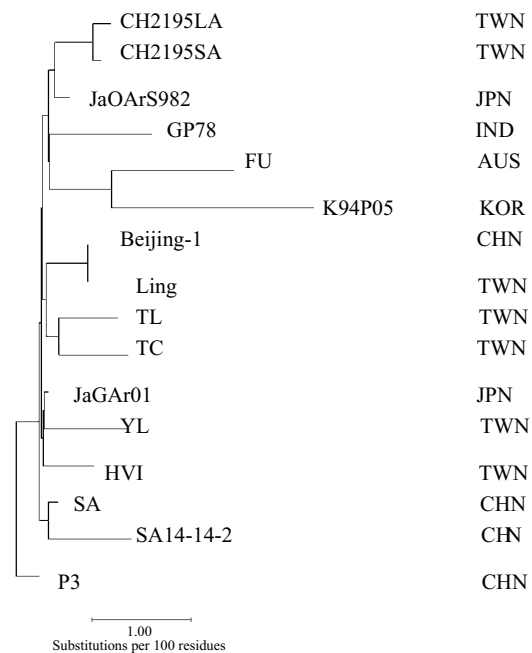 CH2195LA TWN
CH2195SA TWN
JaOArS982 JPN
GP78 IND
FU AUS
K94P05 KOR
Beijing-1 CHN
Ling TWN
TL TWN
TC TWN
JaGAr01 JPN
YL TWN
HVI TWN
SA CHN
SA14-14-2 CHN
P3 CHN
1.00
Substitutions per 100 residues